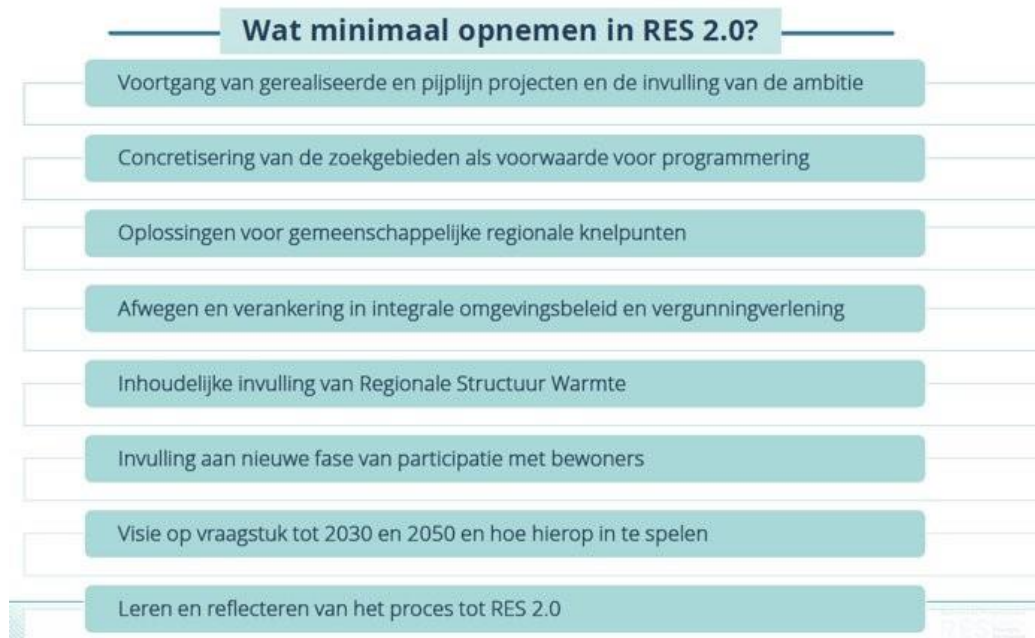 Wat minimaal opnemen in RES 2.0?
Voortgang van gerealiseerde en pijplijn projecten en de invulling van de ambitie
Concretisering van de zoekgebieden als voorwaarde voor programmering
Oplossingen voor gemeenschappelijke regionale knelpunten
Afwegen en verankering in integrale omgevingsbeleid en vergunningverlening
Inhoudelijke invulling van Regionale Structuur Warmte
Invulling aan nieuwe fase van participatie met bewoners
Visie op vraagstuk tot 2030 en 2050 en hoe hierop in te spelen
Leren en reflecteren van het proces tot RES 2.0